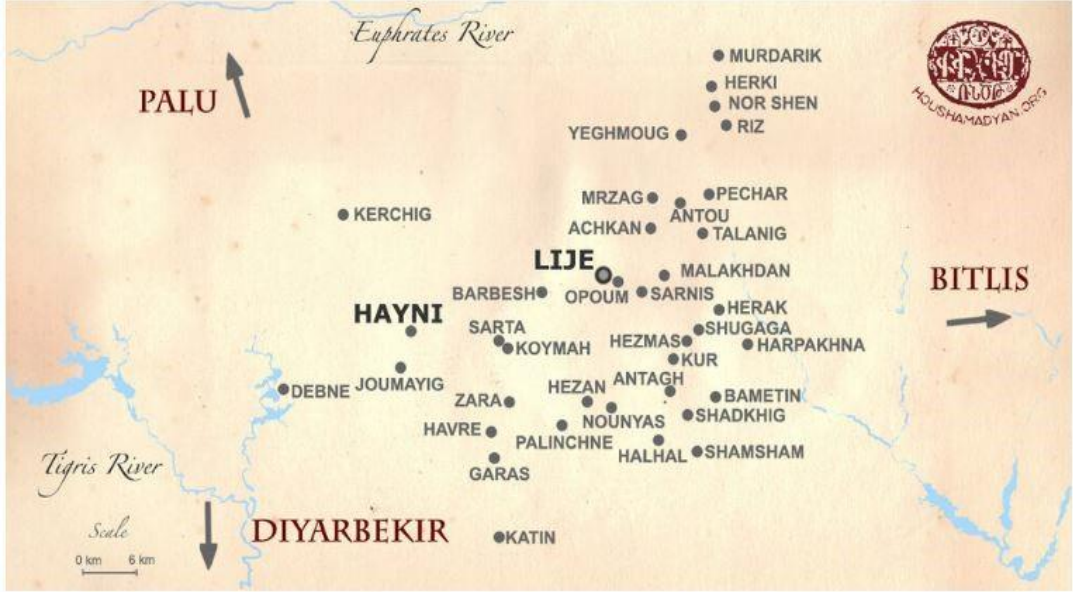 Euphrates River
MURDARIK
HERKI
PALU
NOR SHEN
RIZ
YEGHMOUG
HOUSHAMADYAN.ORG
MRZAG
PECHAR
KERCHIG
ANTOU
ACHKAN
TALANIG
LIJE
MALAKHDAN
BITLIS
BARBESH
OPOUM
SARNIS
HAYNI
HERAK
SARTA
SHUGAGA
KOYMAH
HEZMAS
HARPAKHNA
KUR
JOUMAYIG
HEZAN
ANTAGH
DEBNE
ZARA
BAMETIN
NOUNYAS
SHADKHIG
HAVRE
PALINCHNE
HALHAL
SHAMSHAM
Tigris River
GARAS
Scale
DIYARBEKIR
KATIN
0 km 6 km